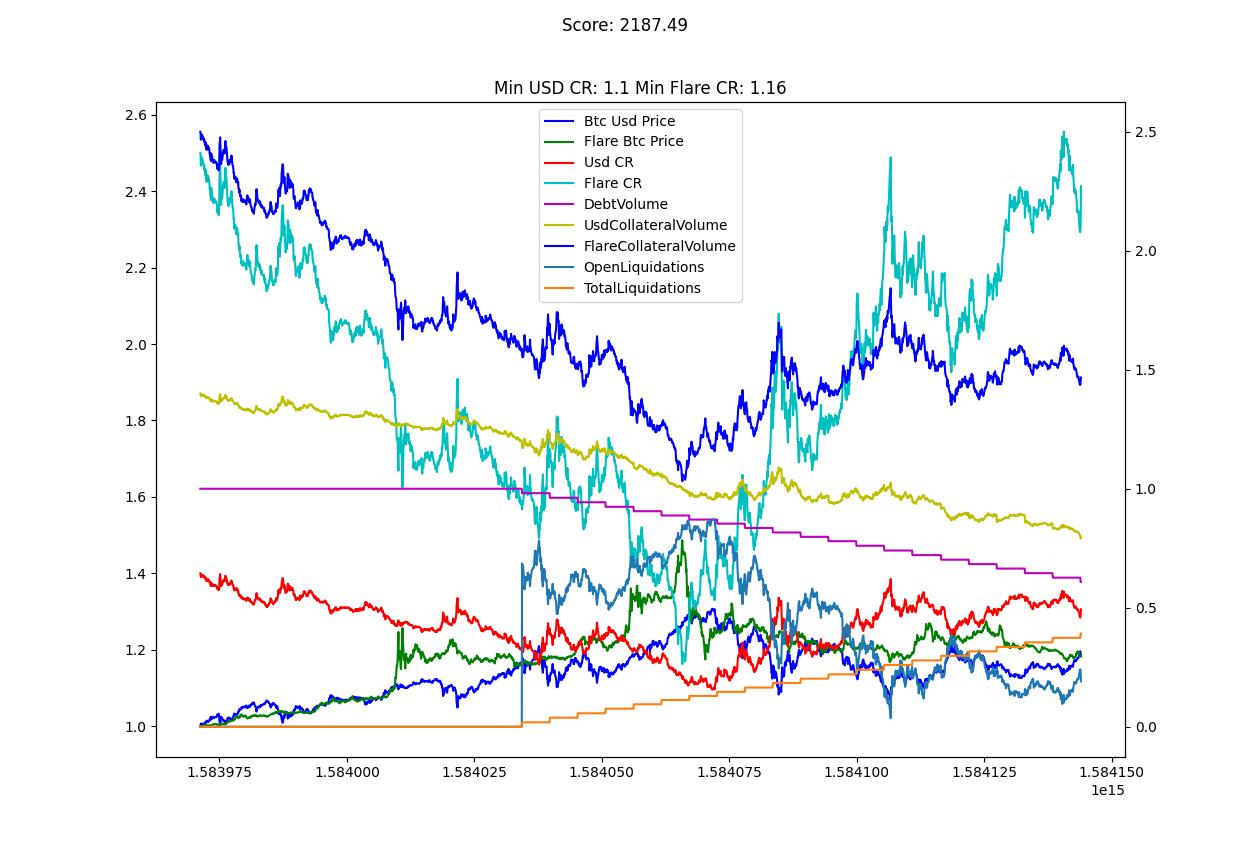 Score: 2187.49
Min USD CR: 1.1 Min Flare CR: 1.16
Btc Usd Price
Flare Btc Price
Usd CR
Flare CR
DebtVolume
UsdCollateralVolume
FlareCollateralVolume
OpenLiquidations
TotalLiquidations
2.6
2.4
2.2
2.0
1.8
1.6
1.4
1.2
1.0
2.5
2.0
1.5
1.0
0.5
0.0
1.583975 1.584000 1.584025 1.584050 1.584075 1.584100 1.584125 1.584150
1e15